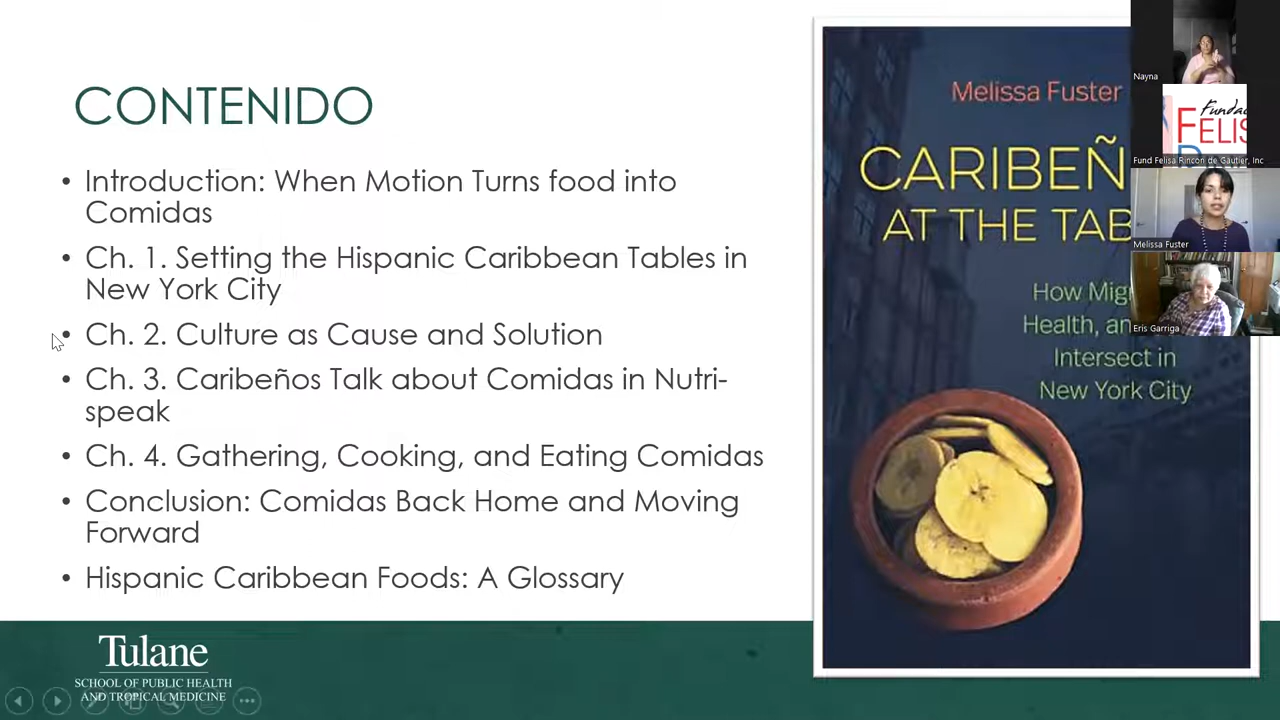 CONTENIDO
• Introduction: When Motion Turns food into
Comidas
• Ch. 1. Setting the Hispanic Caribbean Tables in
New York City
• Ch. 2. Culture as Cause and Solution
• Ch. 3. Caribeños Talk about Comidas in Nutri-
speak
• Ch. 4. Gathering, Cooking, and Eating Comidas
• Conclusion: Comidas Back Home and Moving
Forward
• Hispanic Caribbean Foods: A Glossary
Tulane
SCHOOL OF PUBLIC HEALTH
AND TROPICAL MEDICINE
Melissa Fuster
CARIBEÑ
AT THE TAB
How Mig
Health, an
Intersect in
New York City
Nayna
Fundac
FELIS
Fund Felisa Rincón de Gautier, Inc
Melissa Fuster
Eris Garriga